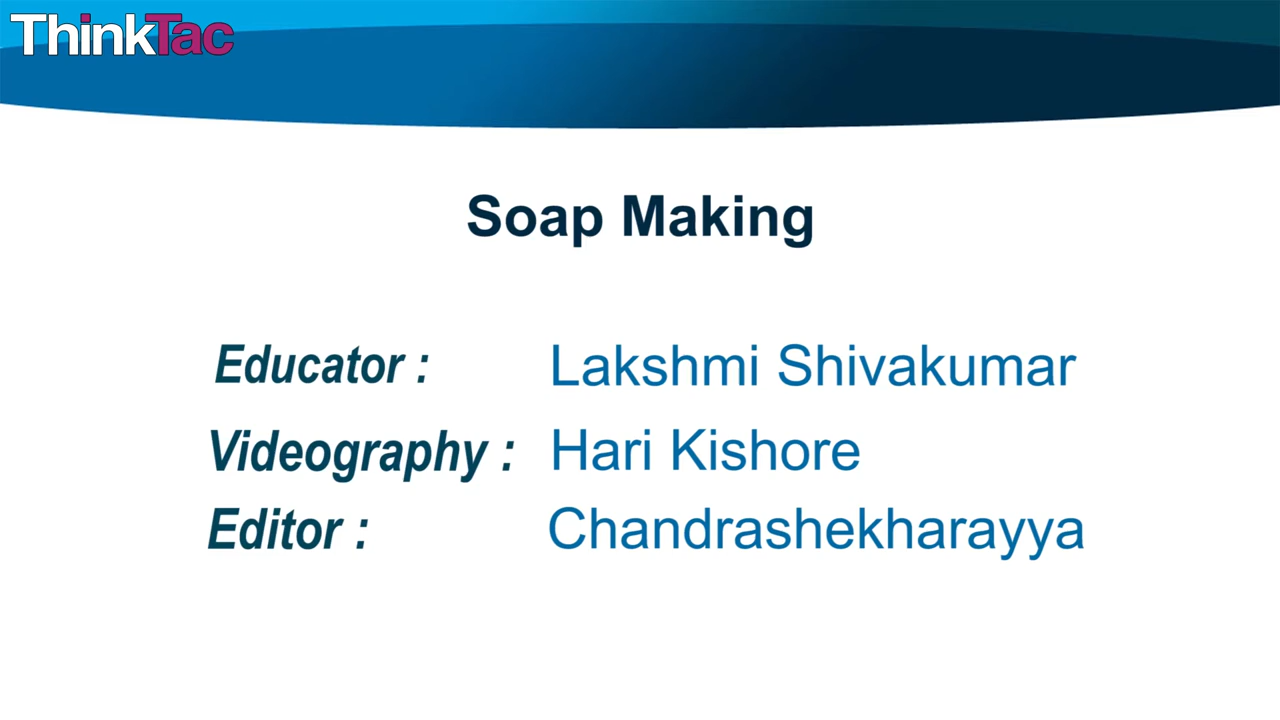 ThinkTac
Soap Making
Educator : Lakshmi Shivakumar
Videography : Hari Kishore
Editor : Chandrashekharayya